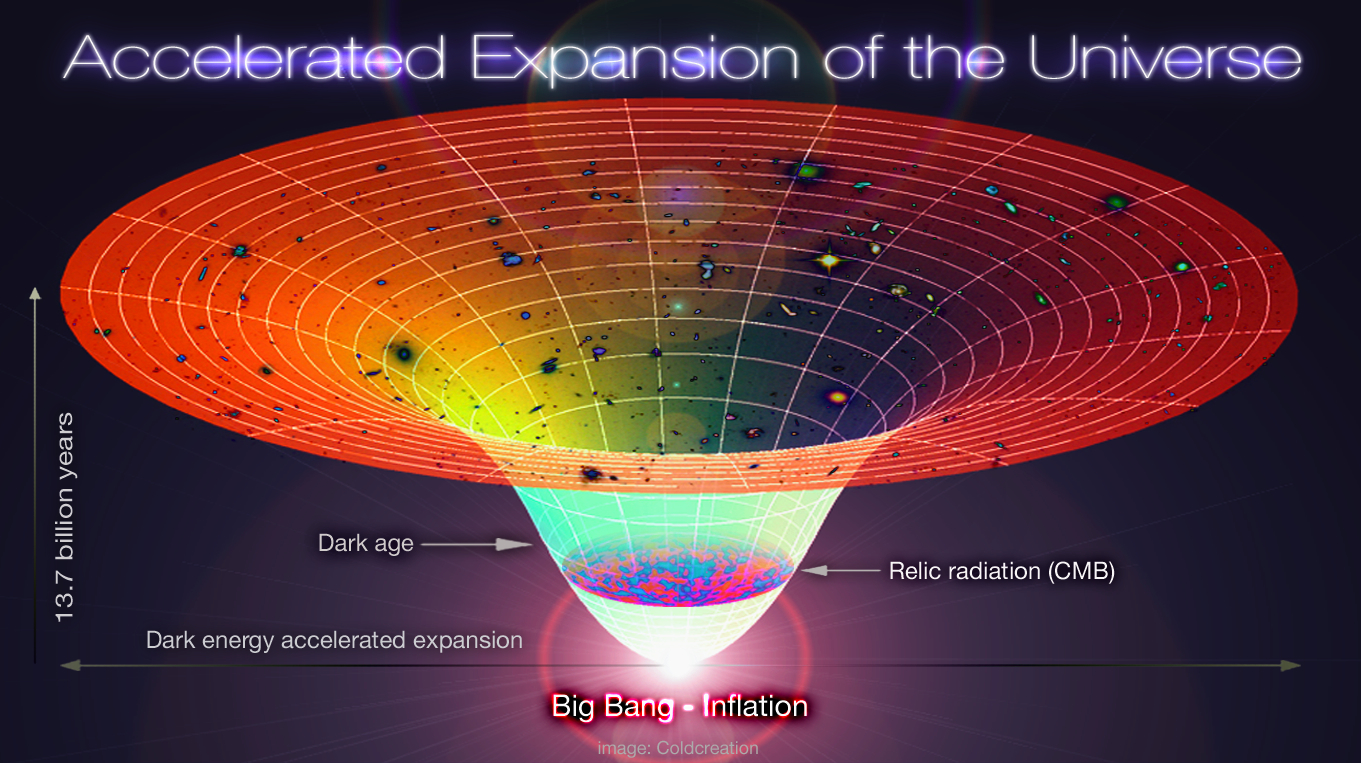 Accelerated Expansion of the Universe
13.7 billion years
Dark age
Relic radiation (CMB)
Dark energy accelerated expansion
Big Bang - Inflation
image: Coldcreation